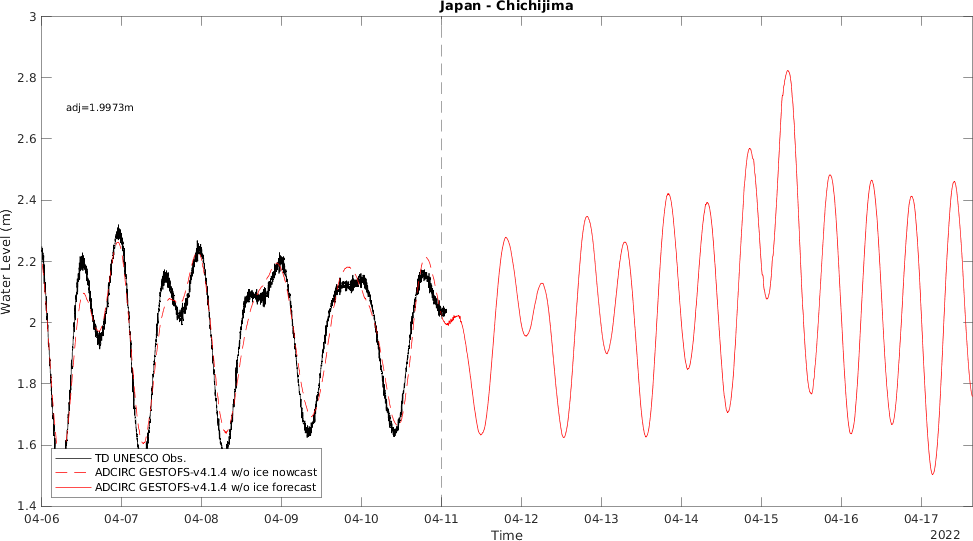 Japan - Chichijima
3
2.8
adj=1.9973m
2.6
2.4
2.2
2
1.8
1.6
1.4
Water Level (m)
TD UNESCO Obs.
ADCIRC GESTOFS-v4.1.4 w/o ice nowcast
ADCIRC GESTOFS-v4.1.4 w/o ice forecast
04-06 04-07 04-08 04-09 04-10 04-11 04-12 04-13 04-14 04-15 04-16 04-17
Time
2022